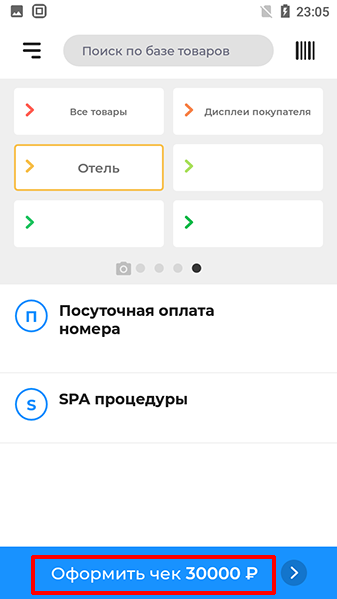 23:05
Поиск по базе товаров
Все товары
Дисплеи покупателя
Отель
П
Посуточная оплата
номера
S
SPA процедуры
Оформить чек 30000 ₽